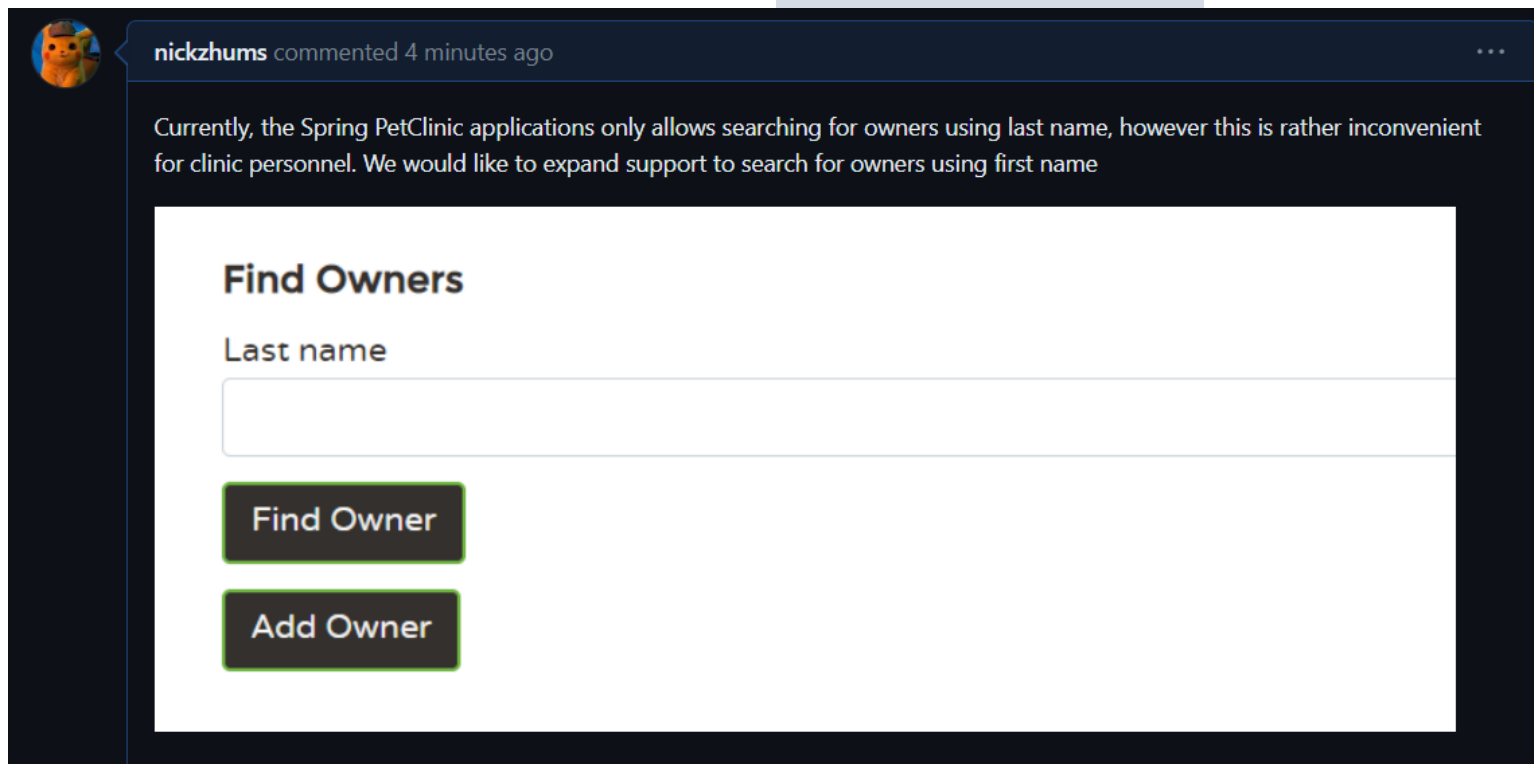 nickzhums commented 4 minutes ago
Currently, the Spring PetClinic applications only allows searching for owners using last name, however this is rather inconvenient
for clinic personnel. We would like to expand support to search for owners using first name
Find Owners
Last name
Find Owner
Add Owner